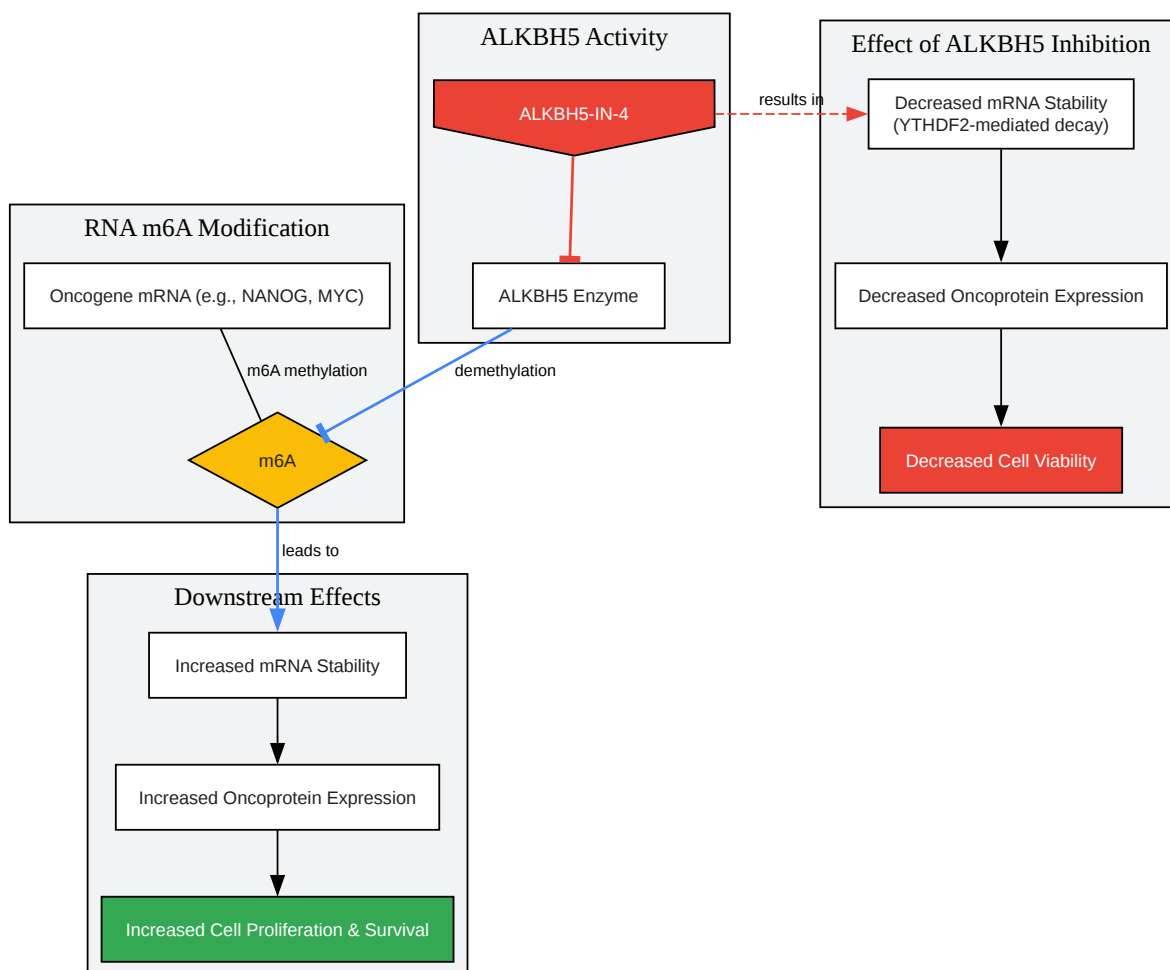 ALKBH5 Activity
ALKBH5-IN-4
ALKBH5 Enzyme
demethylation
results in
Effect of ALKBH5 Inhibition
Decreased mRNA Stability
(YTHDF2-mediated decay)
Decreased Oncoprotein Expression
Decreased Cell Viability
RNA m6A Modification
Oncogene mRNA (e.g., NANOG, MYC)
m6A methylation
m6A
leads to
Downstream Effects
Increased mRNA Stability
Increased Oncoprotein Expression
Increased Cell Proliferation & Survival